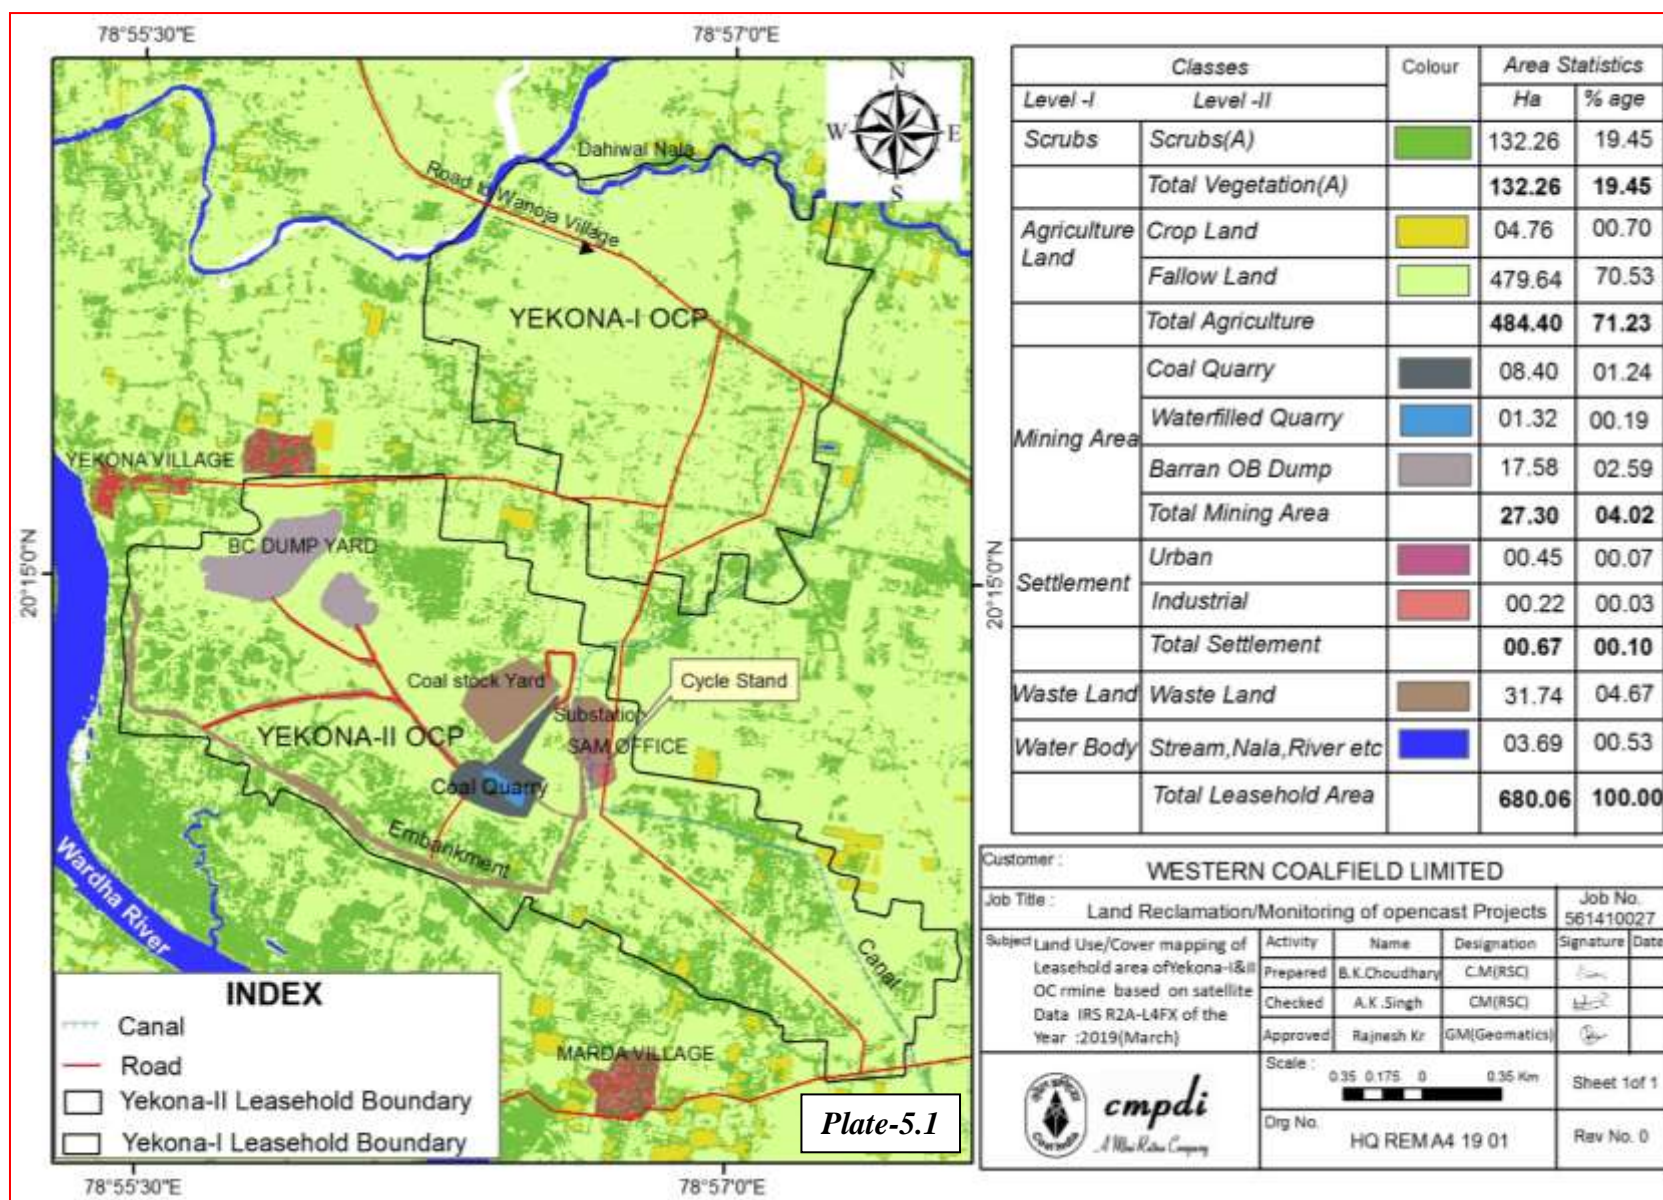 78°55'30"E
78°57'0"E
N
W
E
S
Dahiwal Nala
Road to Wanoja Village
YEKONA-I OCP
YEKONA VILLAGE
BC DUMP YARD
20°15'0"N
20°15'0"N
Coal stock Yard
Cycle Stand
Substation
YEKONA-II OCP
SAM OFFICE
Coal Quarry
Embankment
Wardha River
Canal
MARDA VILLAGE
INDEX
Canal
Road
Yekona-II Leasehold Boundary
Yekona-I Leasehold Boundary
Plate-5.1
78°55'30"E
78°57'0"E
Classes Colour Area Statistics
Level -I Level -II Ha % age
Scrubs Scrubs(A) 132.26 19.45
Total Vegetation(A) 132.26 19.45
Agriculture Land Crop Land 04.76 00.70
Fallow Land 479.64 70.53
Total Agriculture 484.40 71.23
Mining Area Coal Quarry 08.40 01.24
Waterfilled Quarry 01.32 00.19
Barran OB Dump 17.58 02.59
Total Mining Area 27.30 04.02
Settlement Urban 00.45 00.07
Industrial 00.22 00.03
Total Settlement 00.67 00.10
Waste Land Waste Land 31.74 04.67
Water Body Stream,Nala,River etc 03.69 00.53
Total Leasehold Area 680.06 100.00
Customer : WESTERN COALFIELD LIMITED
Job Title : Land Reclamation/Monitoring of opencast Projects
Job No. 561410027
Subject Land Use/Cover mapping of
Leasehold area ofYekona-I&II
OC rmine based on satellite
Data IRS R2A-L4FX of the
Year :2019(March)
Activity Name Designation Signature Date
Prepared B.K.Choudhary C.M(RSC)
Checked A.K .Singh CM(RSC)
Approved Rajnesh Kr GM(Geomatics)
cmpdi
A Mini Ratna Company
Scale :
0.35 0.175 0 0.35 Km
Sheet 1of 1
Drg No.
HQ REM A4 19 01
Rev No. 0